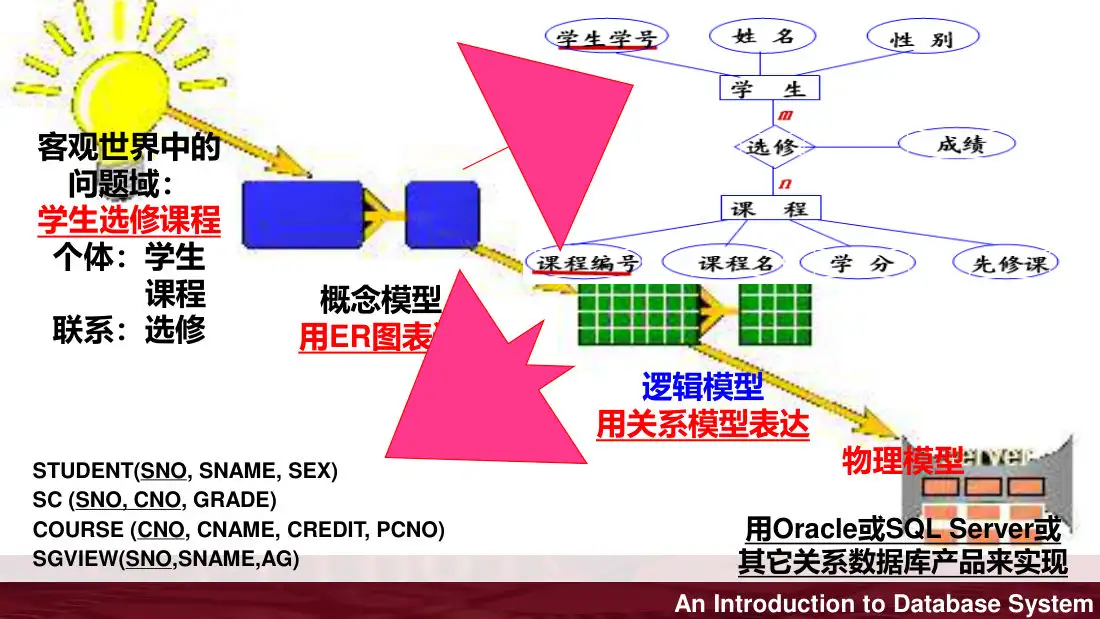 学生学号
姓 名
性 别
学 生
m
选修
成绩
n
课 程
课程编号
课程名
学 分
先修课
客观世界中的
问题域：
学生选修课程
个体：学生
课程
联系：选修
概念模型
用ER图表
逻辑模型
用关系模型表达
物理模型
用Oracle或SQL Server或
其它关系数据库产品来实现
STUDENT(SNO, SNAME, SEX)
SC (SNO, CNO, GRADE)
COURSE (CNO, CNAME, CREDIT, PCNO)
SGVIEW(SNO,SNAME,AG)
An Introduction to Database System